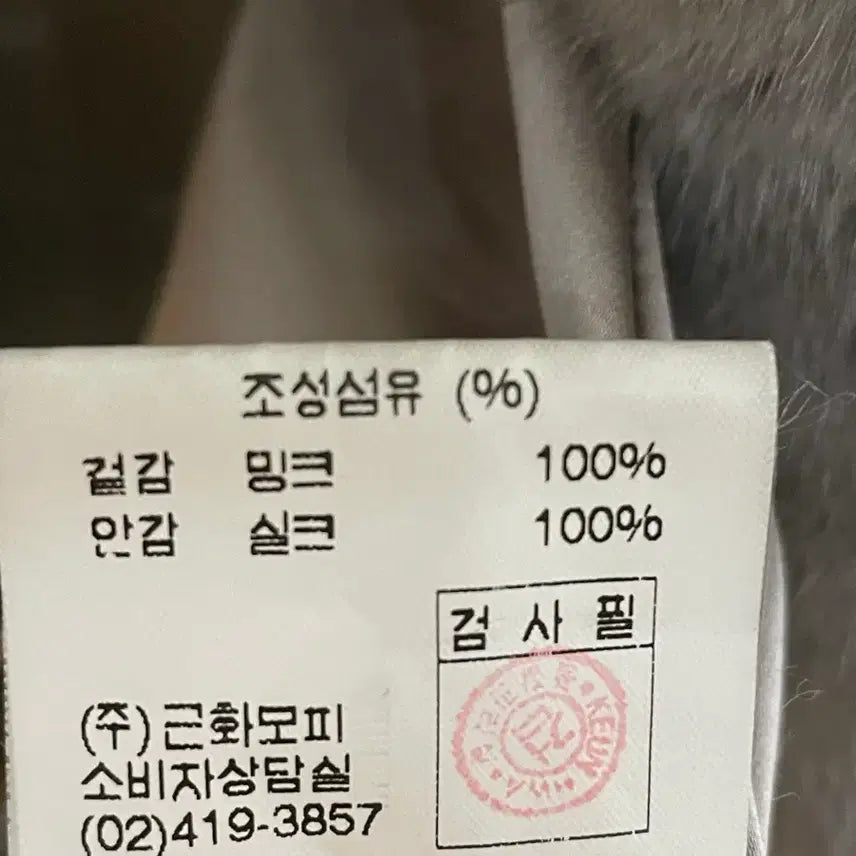 조성섬유 (%)
겉감 밍크 100%
안감 실크 100%
검 사 필
KEUN
(주)근화모피
소비자상담실
(02)419-3857